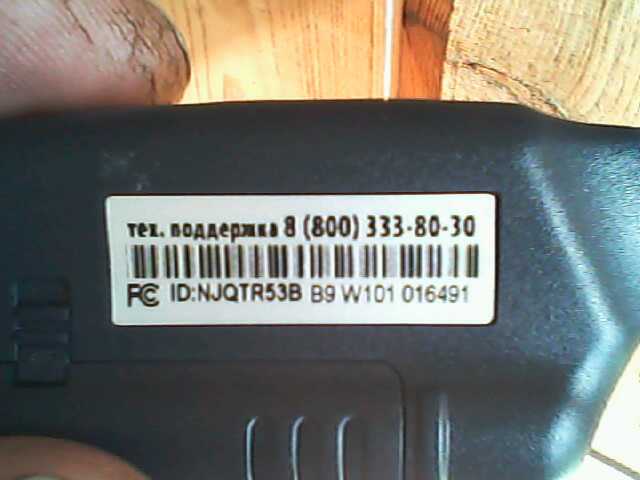 тех. поддержка 8 (800) 333-80-30
FC ID:NJQTR53B B9 W101 016491